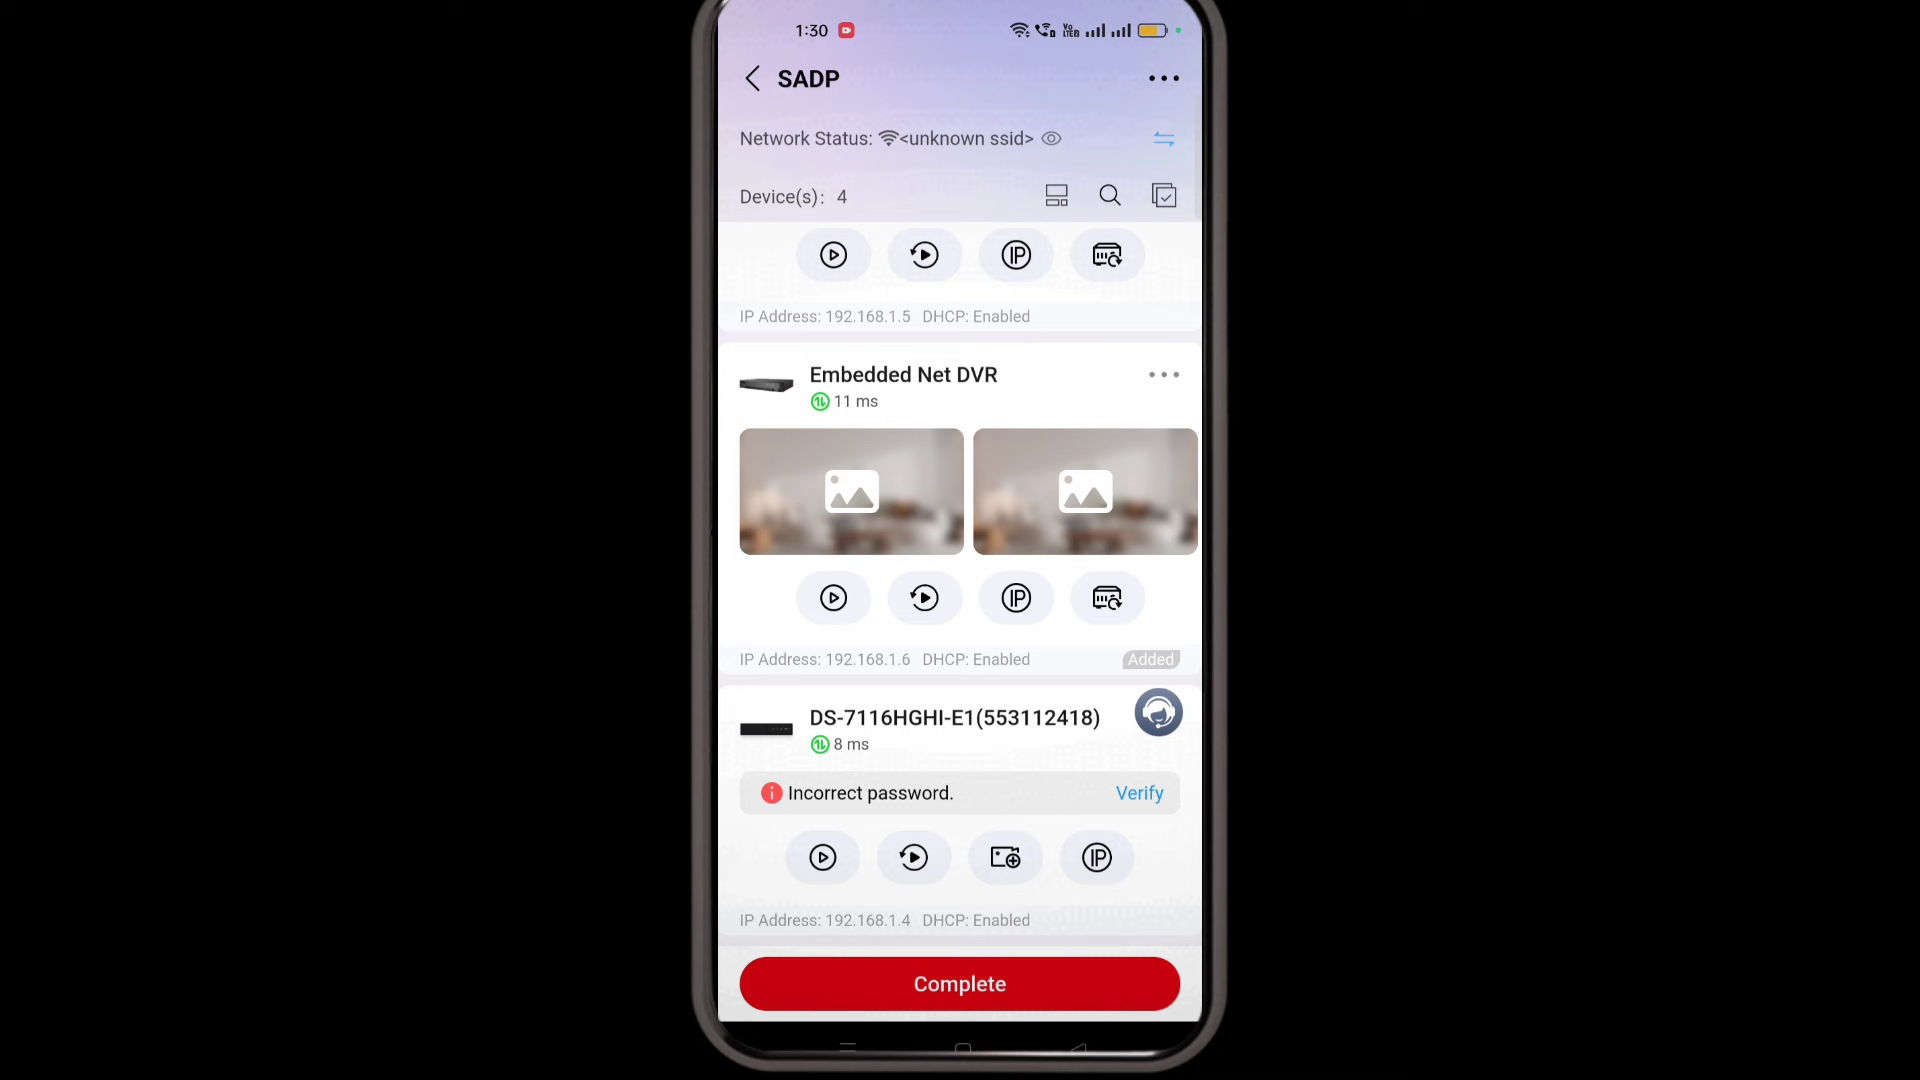 1:30
SADP
Network Status: <unknown ssid>
Device(s): 4
IP Address: 192.168.1.5 DHCP: Enabled
Embedded Net DVR
11 ms
IP Address: 192.168.1.6 DHCP: Enabled Added
DS-7116HGHI-E1(553112418)
8 ms
Incorrect password. Verify
IP Address: 192.168.1.4 DHCP: Enabled
Complete